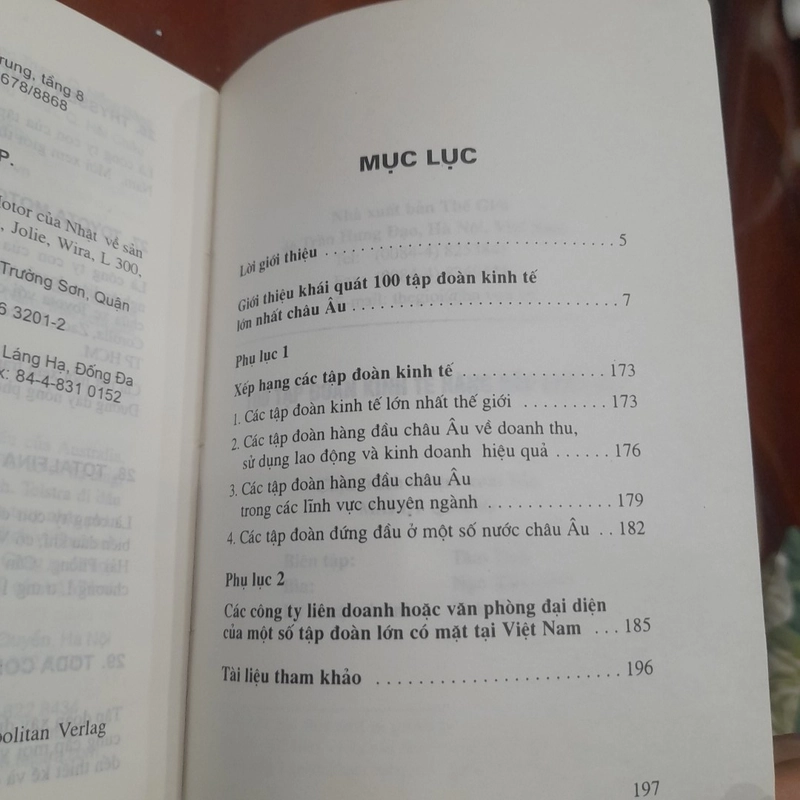 rung, tầng 8
678/8868
P.
Motor của Nhật về sản
, Jolie, Wira, L 300,
Trường Sơn, Quận
6 3201-2
Láng Hạ, Đống Đa
x: 84-4-831 0152
politan Verlag
MỤC LỤC
Lời giới thiệu . . . . . . . . . . . . . . . . . . . . . . . . . . . . . . 5
Giới thiệu khái quát 100 tập đoàn kinh tế
lớn nhất châu Âu . . . . . . . . . . . . . . . . . . . . . . . . . . . 7
Phụ lục 1
Xếp hạng các tập đoàn kinh tế . . . . . . . . . . . . . . . 173
1. Các tập đoàn kinh tế lớn nhất thế giới . . . . . . . . . 173
2. Các tập đoàn hàng đầu châu Âu về doanh thu,
sử dụng lao động và kinh doanh hiệu quả . . . . . . 176
3. Các tập đoàn hàng đầu châu Âu
trong các lĩnh vực chuyên ngành . . . . . . . . . . . . . 179
4. Các tập đoàn đứng đầu ở một số nước châu Âu . . 182
Phụ lục 2
Các công ty liên doanh hoặc văn phòng đại diện
của một số tập đoàn lớn có mặt tại Việt Nam . . . 185
Tài liệu tham khảo . . . . . . . . . . . . . . . . . . . . . . . . 196
197